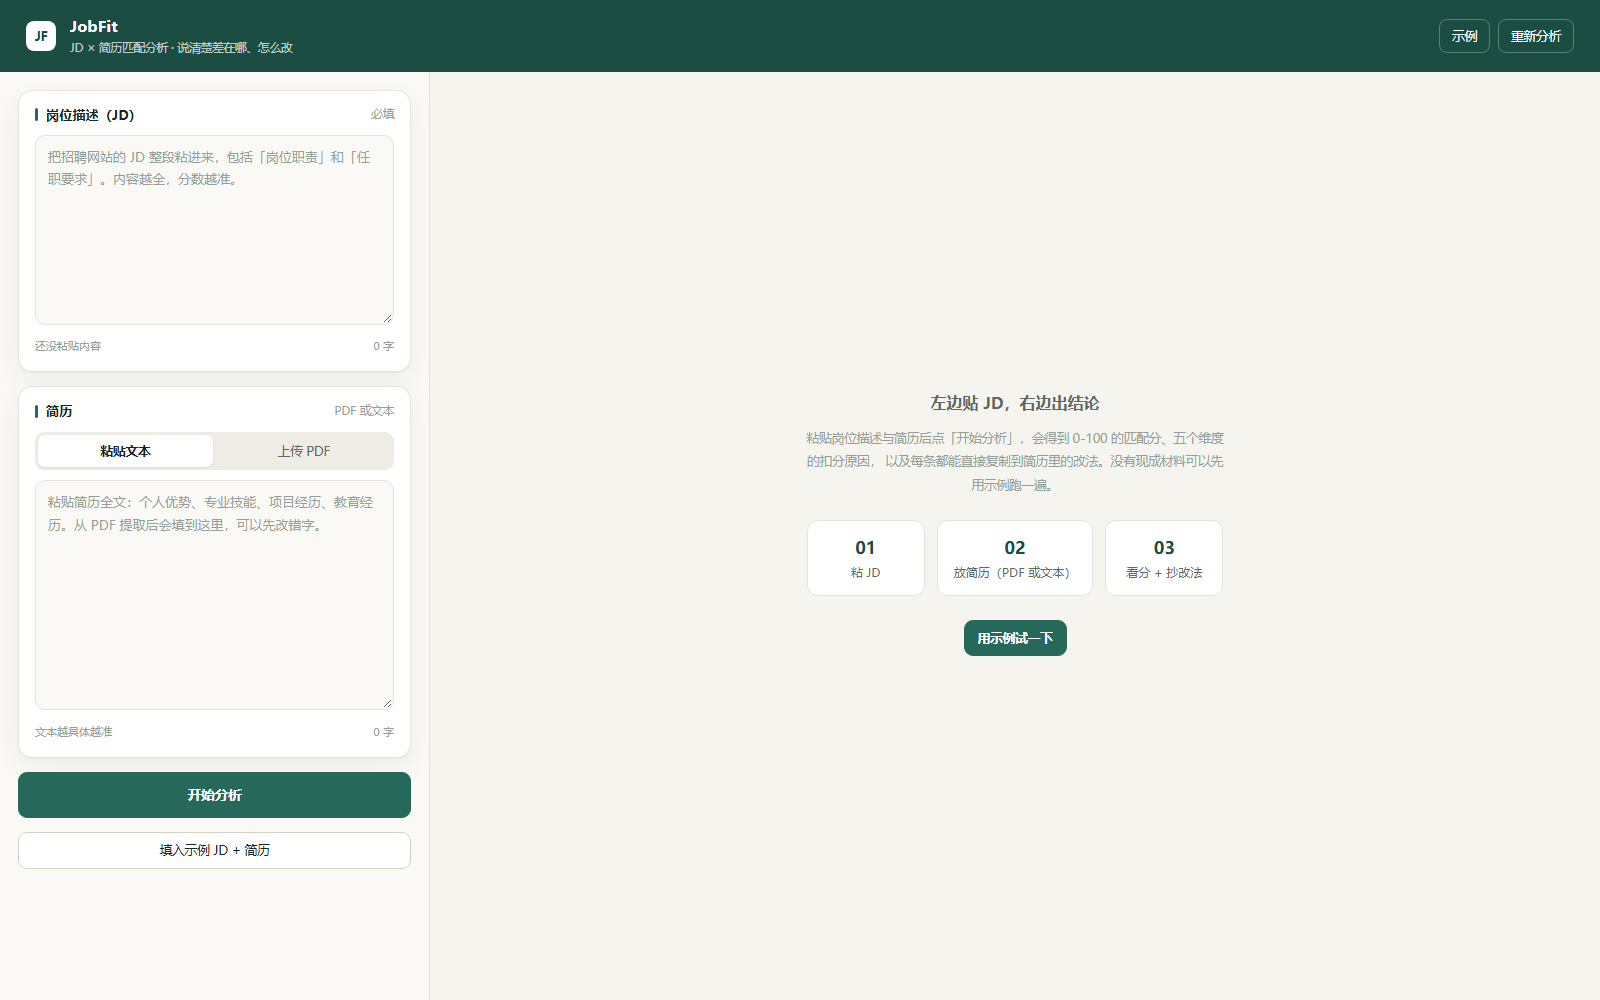 JF
JobFit
JD × 简历匹配分析 · 说清楚差在哪、怎么改
示例
重新分析
岗位描述（JD）
必填
把招聘网站的 JD 整段粘进来，包括「岗位职责」和「任
职要求」。内容越全，分数越准。
还没粘贴内容
0 字
简历
PDF 或文本
粘贴文本
上传 PDF
粘贴简历全文：个人优势、专业技能、项目经历、教育经
历。从 PDF 提取后会填到这里，可以先改错字。
文本越具体越准
0 字
开始分析
填入示例 JD + 简历
左边贴 JD，右边出结论
粘贴岗位描述与简历后点「开始分析」，会得到 0-100 的匹配分、五个维度
的扣分原因， 以及每条都能直接复制到简历里的改法。没有现成材料可以先
用示例跑一遍。
01
粘 JD
02
放简历（PDF 或文本）
03
看分 + 抄改法
用示例试一下